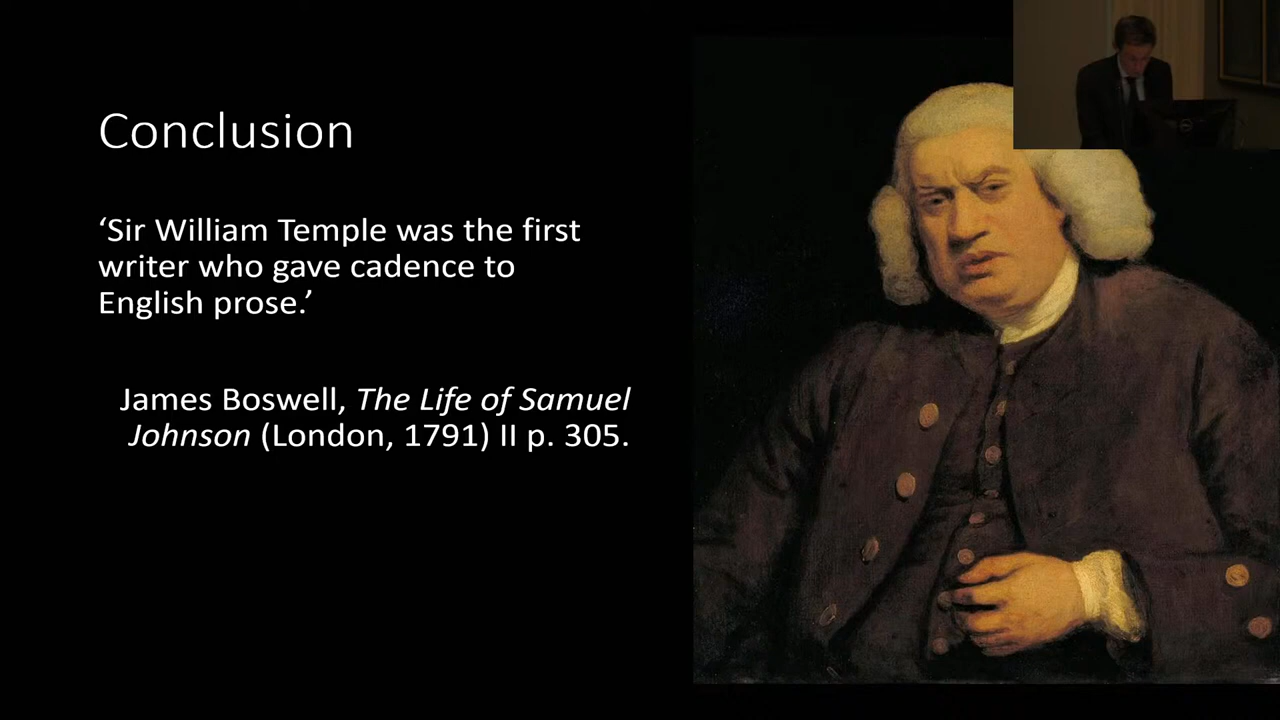 Conclusion
‘Sir William Temple was the first
writer who gave cadence to
English prose.’
James Boswell, The Life of Samuel
Johnson (London, 1791) II p. 305.